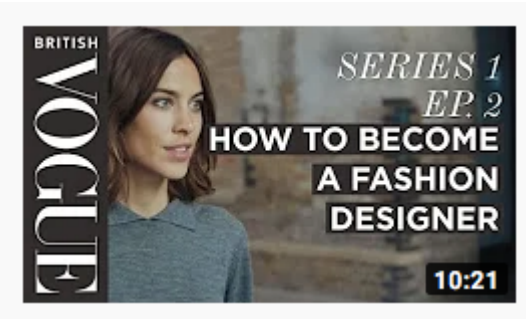 BRITISH
VOGUE
SERIES 1
EP. 2
HOW TO BECOME
A FASHION
DESIGNER
10:21